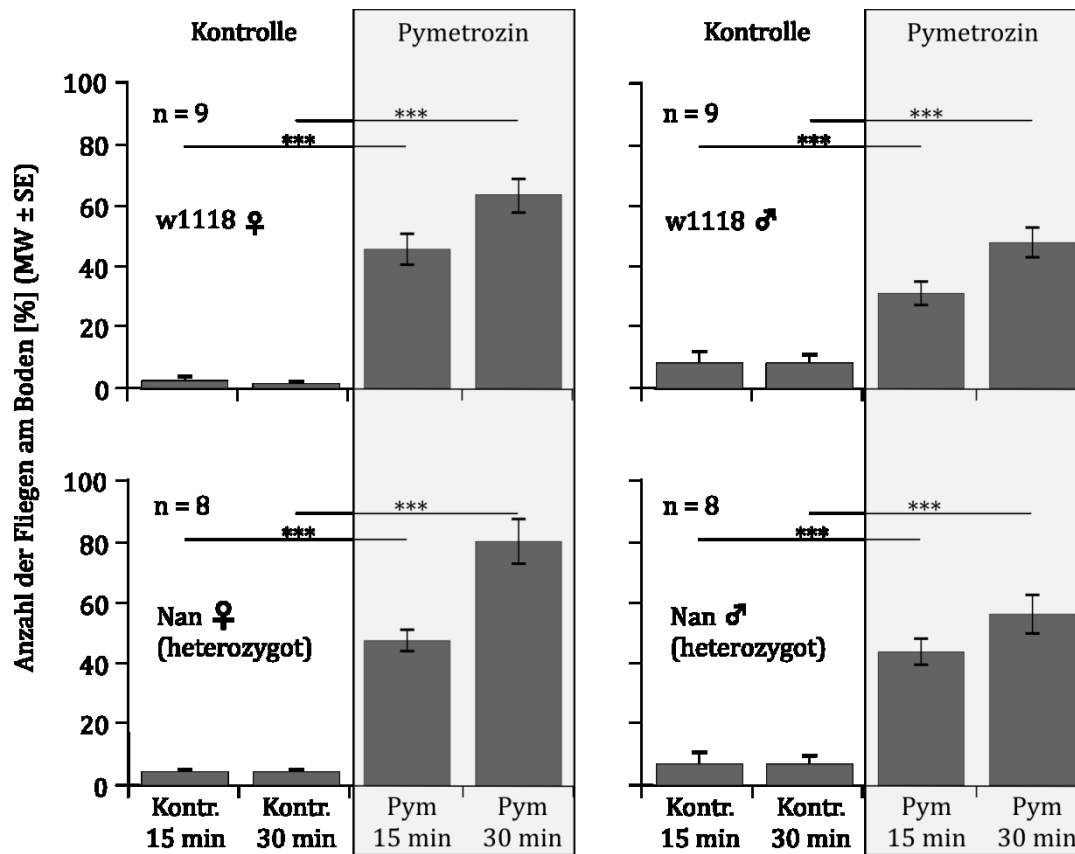 Anzahl der Fliegen am Boden [%] (MW ± SE)
Kontrolle
Pymetrozin
100
80
60
40
20
0
n = 9
***
***
w1118 ♀
Kontrolle
Pymetrozin
n = 9
***
***
w1118 ♂
100
80
60
40
20
0
n = 8
***
***
Nan ♀
(heterozygot)
Kontr.
15 min
Kontr.
30 min
Pym
15 min
Pym
30 min
n = 8
***
***
Nan ♂
(heterozygot)
Kontr.
15 min
Kontr.
30 min
Pym
15 min
Pym
30 min